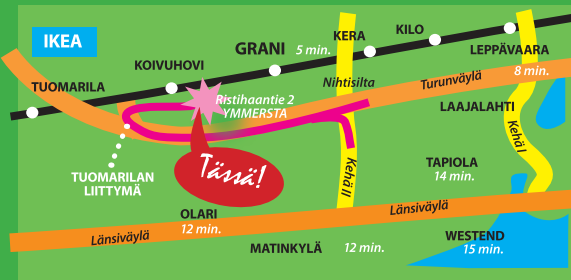 IKEA
KERA
KILO
GRANI 5 min.
LEPPÄVAARA
8 min.
KOIVUHOVI
TUOMARILA
Nihtisilta
Turunväylä
Ristihaantie 2
YMMERSTA
LAAJALAHTI
Kehä I
Tässä!
TUOMARILAN
LIITTYMÄ
Kehä II
TAPIOLA
14 min.
OLARI
12 min.
Länsiväylä
Länsiväylä
MATINKYLÄ 12 min.
WESTEND
15 min.